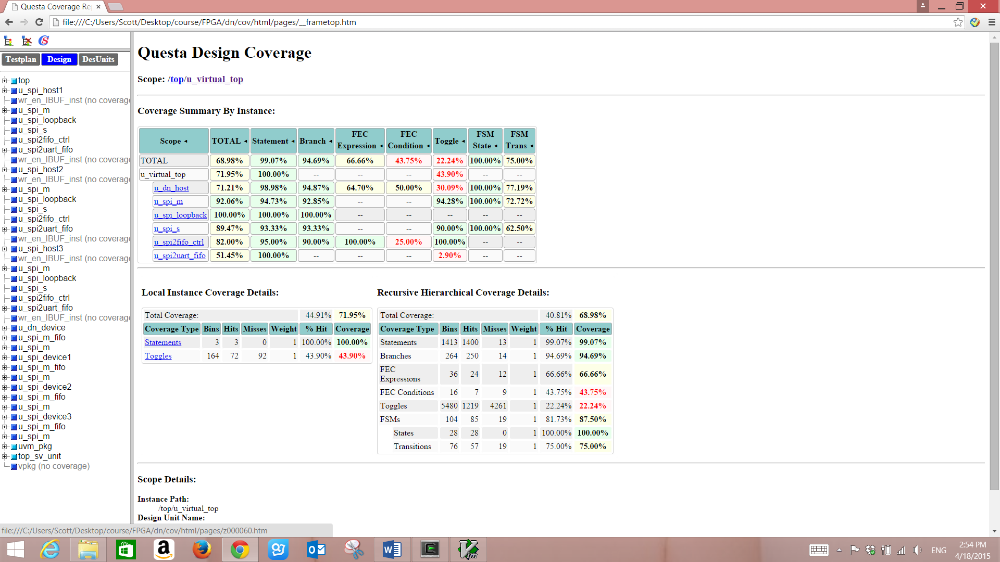 Questa Coverage Re
file:///C:/Users/Scott/Desktop/course/FPGA/dn/cov/html/pages/__frametop.htm
Testplan Design DesUnits
top
u_spi_host1
wr_en_IBUF_inst (no coverage
u_spi_m
u_spi_loopback
u_spi_s
u_spi2fifo_ctrl
u_spi2uart_fifo
wr_en_IBUF_inst (no coverage
u_spi_host2
wr_en_IBUF_inst (no coverage
u_spi_m
u_spi_loopback
u_spi_s
u_spi2fifo_ctrl
u_spi2uart_fifo
wr_en_IBUF_inst (no coverage
u_spi_host3
wr_en_IBUF_inst (no coverage
u_spi_m
u_spi_loopback
u_spi_s
u_spi2fifo_ctrl
u_spi2uart_fifo
wr_en_IBUF_inst (no coverage
u_dn_device
u_spi_m_fifo
u_spi_m
u_spi_device1
u_spi_m_fifo
u_spi_m
u_spi_device2
u_spi_m_fifo
u_spi_m
u_spi_device3
u_spi_m_fifo
u_spi_m
uvm_pkg
top_sv_unit
vpkg (no coverage)
Questa Design Coverage
Scope: /top/u_virtual_top
Coverage Summary By Instance:
Scope TOTAL Statement Branch FEC Expression FEC Condition Toggle FSM State FSM Trans
TOTAL 68.98% 99.07% 94.69% 66.66% 43.75% 22.24% 100.00% 75.00%
u_virtual_top 71.95% 100.00% -- -- -- 43.90% -- --
u_dn_host 71.21% 98.98% 94.87% 64.70% 50.00% 30.09% 100.00% 77.19%
u_spi_m 92.06% 94.73% 92.85% -- -- 94.28% 100.00% 72.72%
u_spi_loopback 100.00% 100.00% 100.00% -- -- -- -- --
u_spi_s 89.47% 93.33% 93.33% -- -- 90.00% 100.00% 62.50%
u_spi2fifo_ctrl 82.00% 95.00% 90.00% 100.00% 25.00% 100.00% -- --
u_spi2uart_fifo 51.45% 100.00% -- -- -- 2.90% -- --
Local Instance Coverage Details:
Total Coverage: 44.91% 71.95%
Coverage Type Bins Hits Misses Weight % Hit Coverage
Statements 3 3 0 1 100.00% 100.00%
Toggles 164 72 92 1 43.90% 43.90%
Recursive Hierarchical Coverage Details:
Total Coverage: 40.81% 68.98%
Coverage Type Bins Hits Misses Weight % Hit Coverage
Statements 1413 1400 13 1 99.07% 99.07%
Branches 264 250 14 1 94.69% 94.69%
FEC Expressions 36 24 12 1 66.66% 66.66%
FEC Conditions 16 7 9 1 43.75% 43.75%
Toggles 5480 1219 4261 1 22.24% 22.24%
FSMs 104 85 19 1 81.73% 87.50%
States 28 28 0 1 100.00% 100.00%
Transitions 76 57 19 1 75.00% 75.00%
Scope Details:
Instance Path:
/top/u_virtual_top
Design Unit Name:
file:///C:/Users/Scott/Desktop/course/FPGA/dn/cov/html/pages/z000060.htm
ENG
2:54 PM
4/18/2015